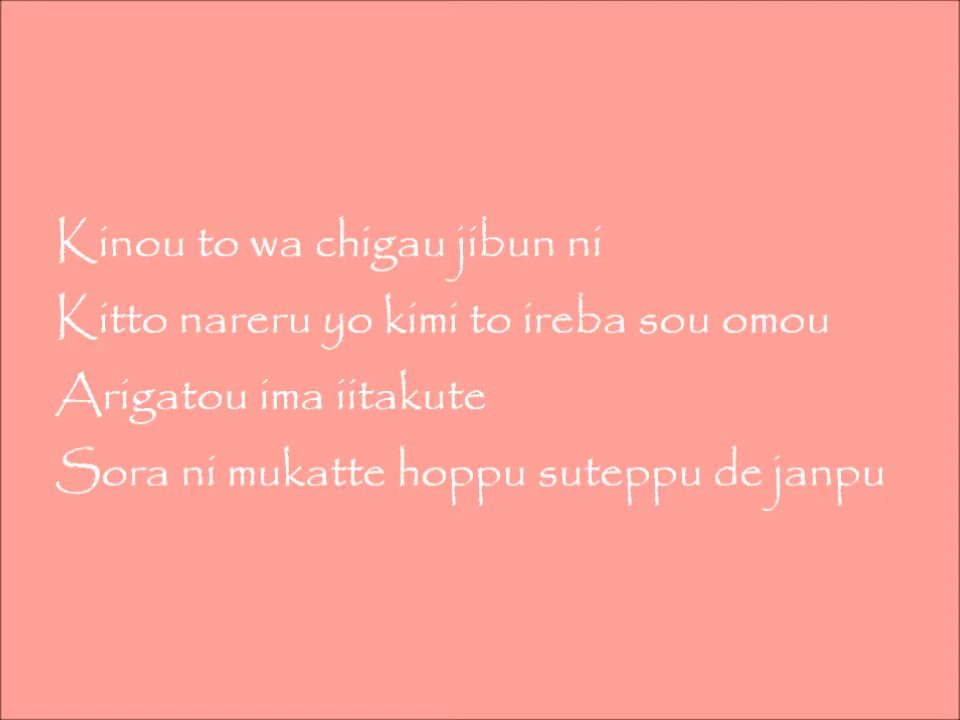 Kinou to wa chigau jibun ni
Kitto nareru yo kimi to ireba sou omou
Arigatou ima iitakute
Sora ni mukatte hoppu suteppu de janpu